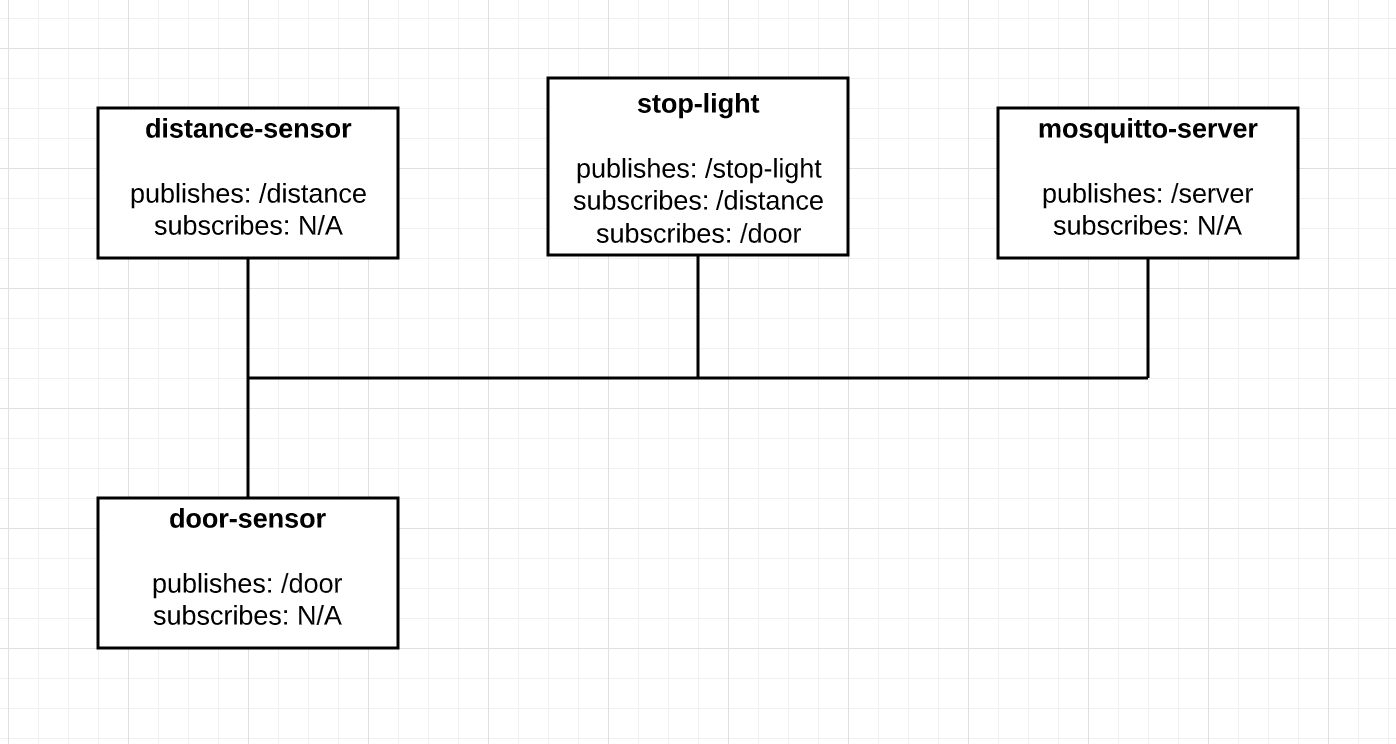 distance-sensor
publishes: /distance
subscribes: N/A
stop-light
publishes: /stop-light
subscribes: /distance
subscribes: /door
mosquitto-server
publishes: /server
subscribes: N/A
door-sensor
publishes: /door
subscribes: N/A